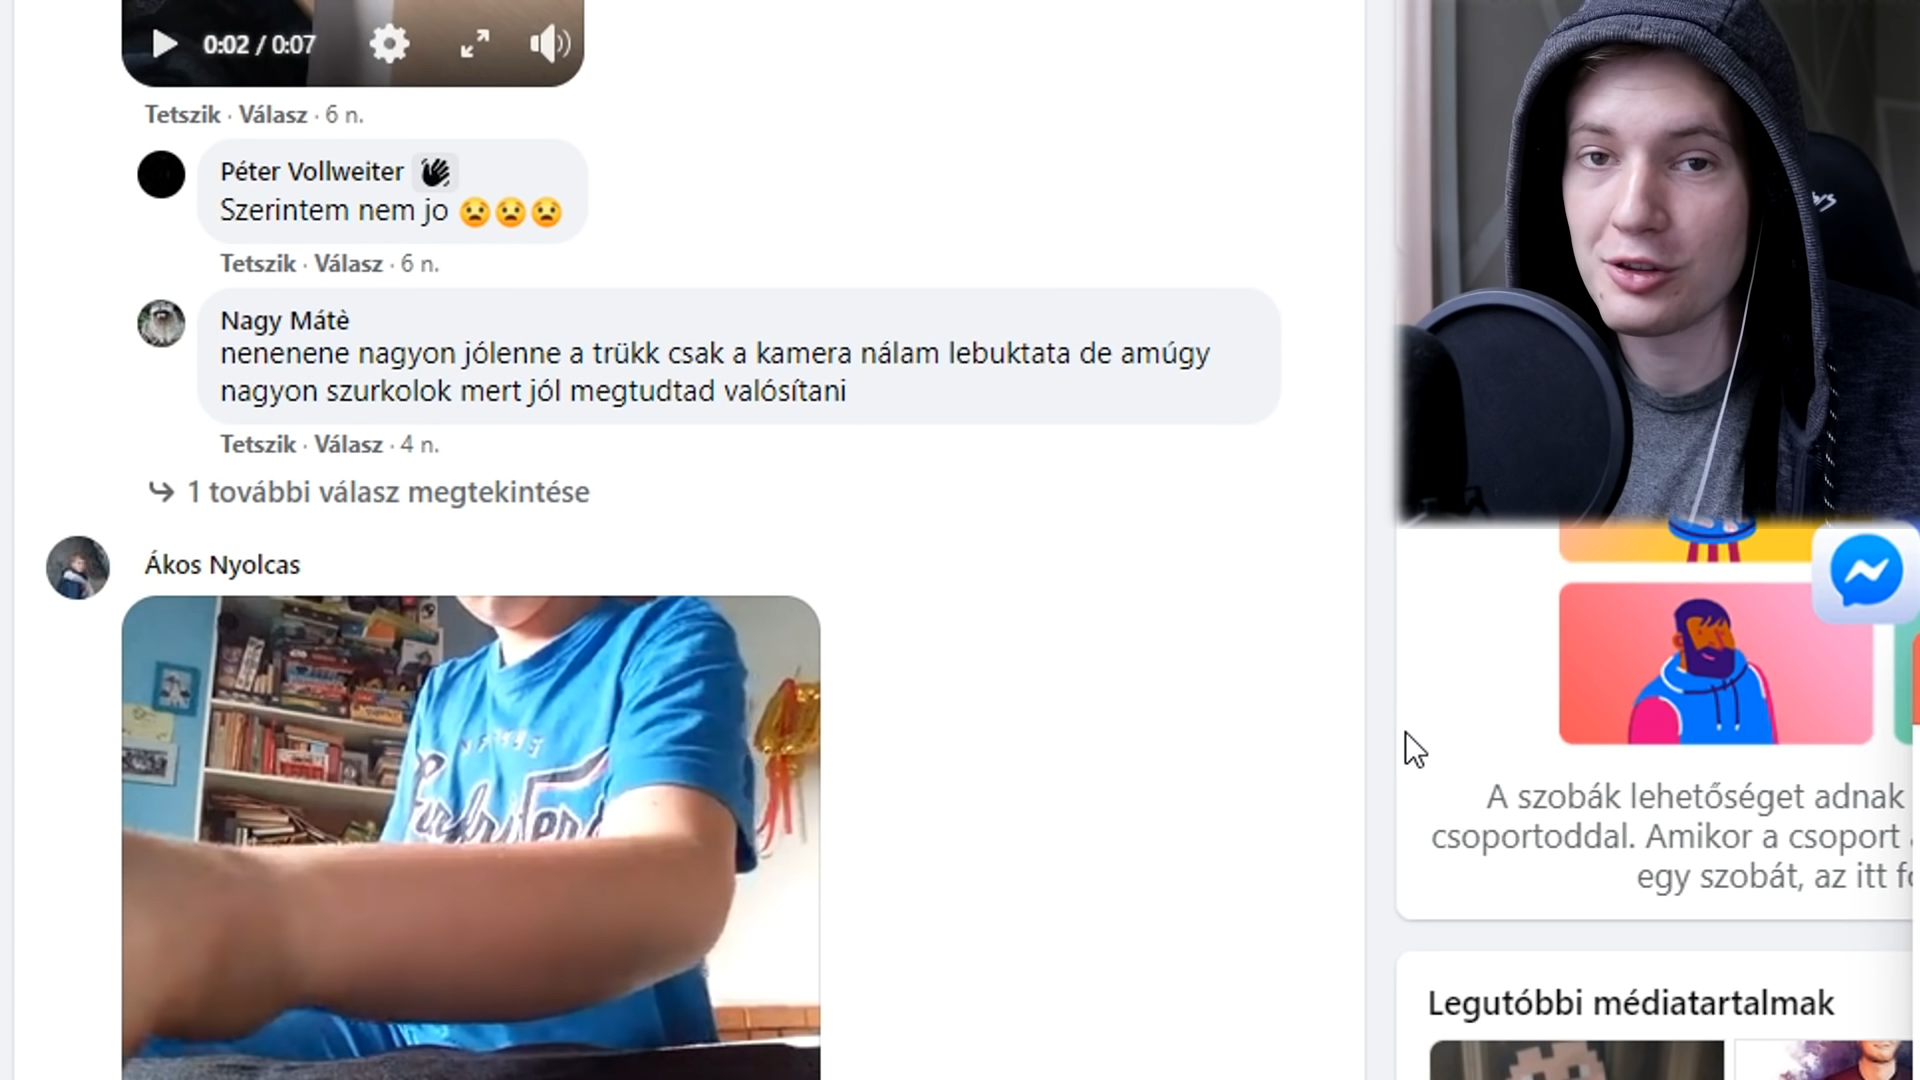 0:02 / 0:07
Tetszik · Válasz · 6 n.
Péter Vollweiter
Szerintem nem jo 😧😧😧
Tetszik · Válasz · 6 n.
Nagy Mátè
nenenene nagyon jólenne a trükk csak a kamera nálam lebuktata de amúgy
nagyon szurkolok mert jól megtudtad valósítani
Tetszik · Válasz · 4 n.
1 további válasz megtekintése
Ákos Nyolcas
A szobák lehetőséget adnak
csoportoddal. Amikor a csoport
egy szobát, az itt
Legutóbbi médiatartalmak